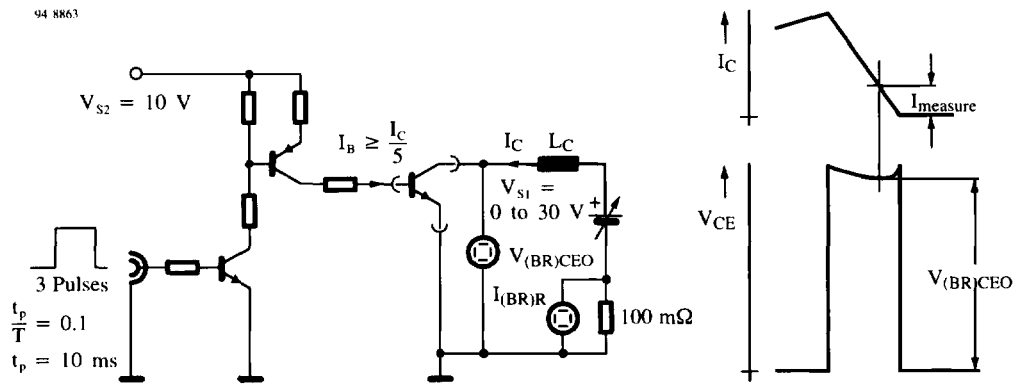 94 8863
V_S2 = 10 V
I_B ≥ I_C/5
I_C L_C
V_S1 =
0 to 30 V +
V_(BR)CEO
I_(BR)R
100 mΩ
3 Pulses
t_p/T = 0.1
t_p = 10 ms
I_C
I_measure
V_CE
V_(BR)CEO